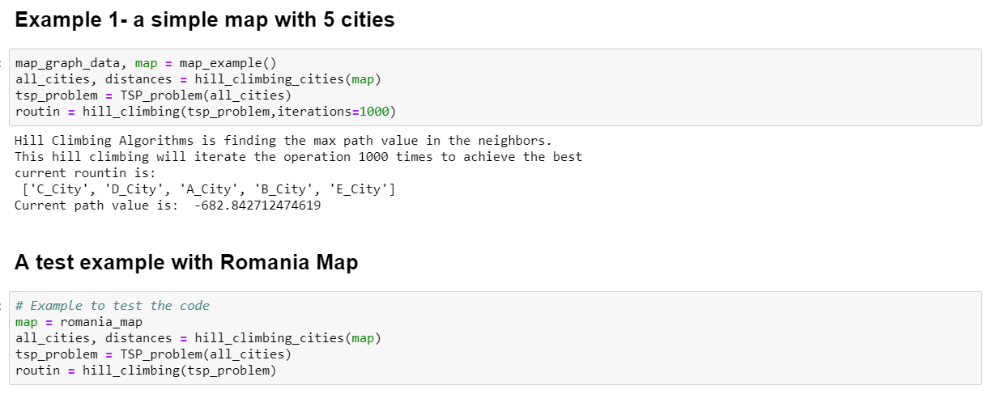 Example 1- a simple map with 5 cities
map_graph_data, map = map_example()
all_cities, distances = hill_climbing_cities(map)
tsp_problem = TSP_problem(all_cities)
routin = hill_climbing(tsp_problem,iterations=1000)
Hill Climbing Algorithms is finding the max path value in the neighbors.
This hill climbing will iterate the operation 1000 times to achieve the best
current rountin is:
['C_City', 'D_City', 'A_City', 'B_City', 'E_City']
Current path value is:  -682.842712474619
A test example with Romania Map
# Example to test the code
map = romania_map
all_cities, distances = hill_climbing_cities(map)
tsp_problem = TSP_problem(all_cities)
routin = hill_climbing(tsp_problem)